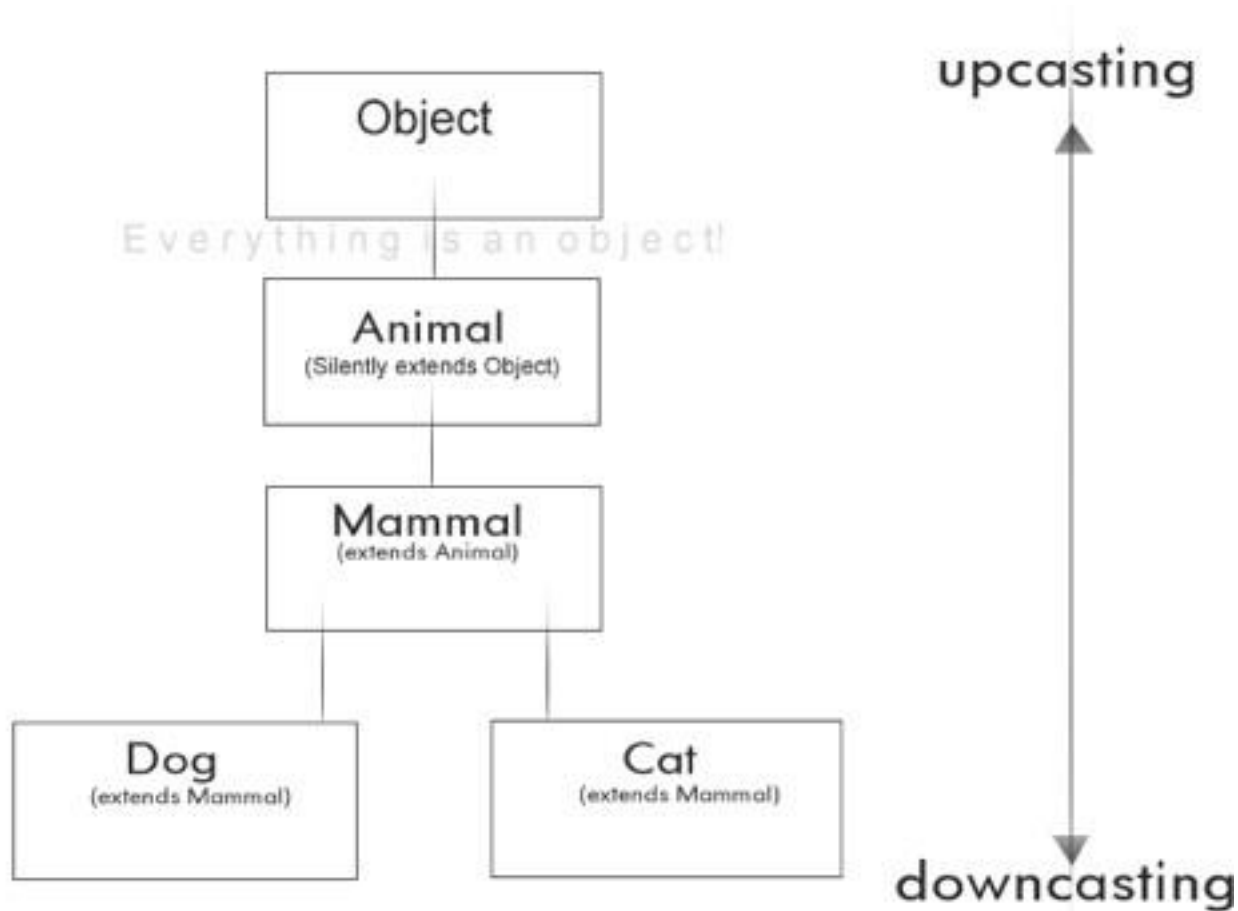 upcasting
Object
Everything is an object!
Animal
(Silently extends Object)
Mammal
(extends Animal)
Dog
(extends Mammal)
Cat
(extends Mammal)
downcasting